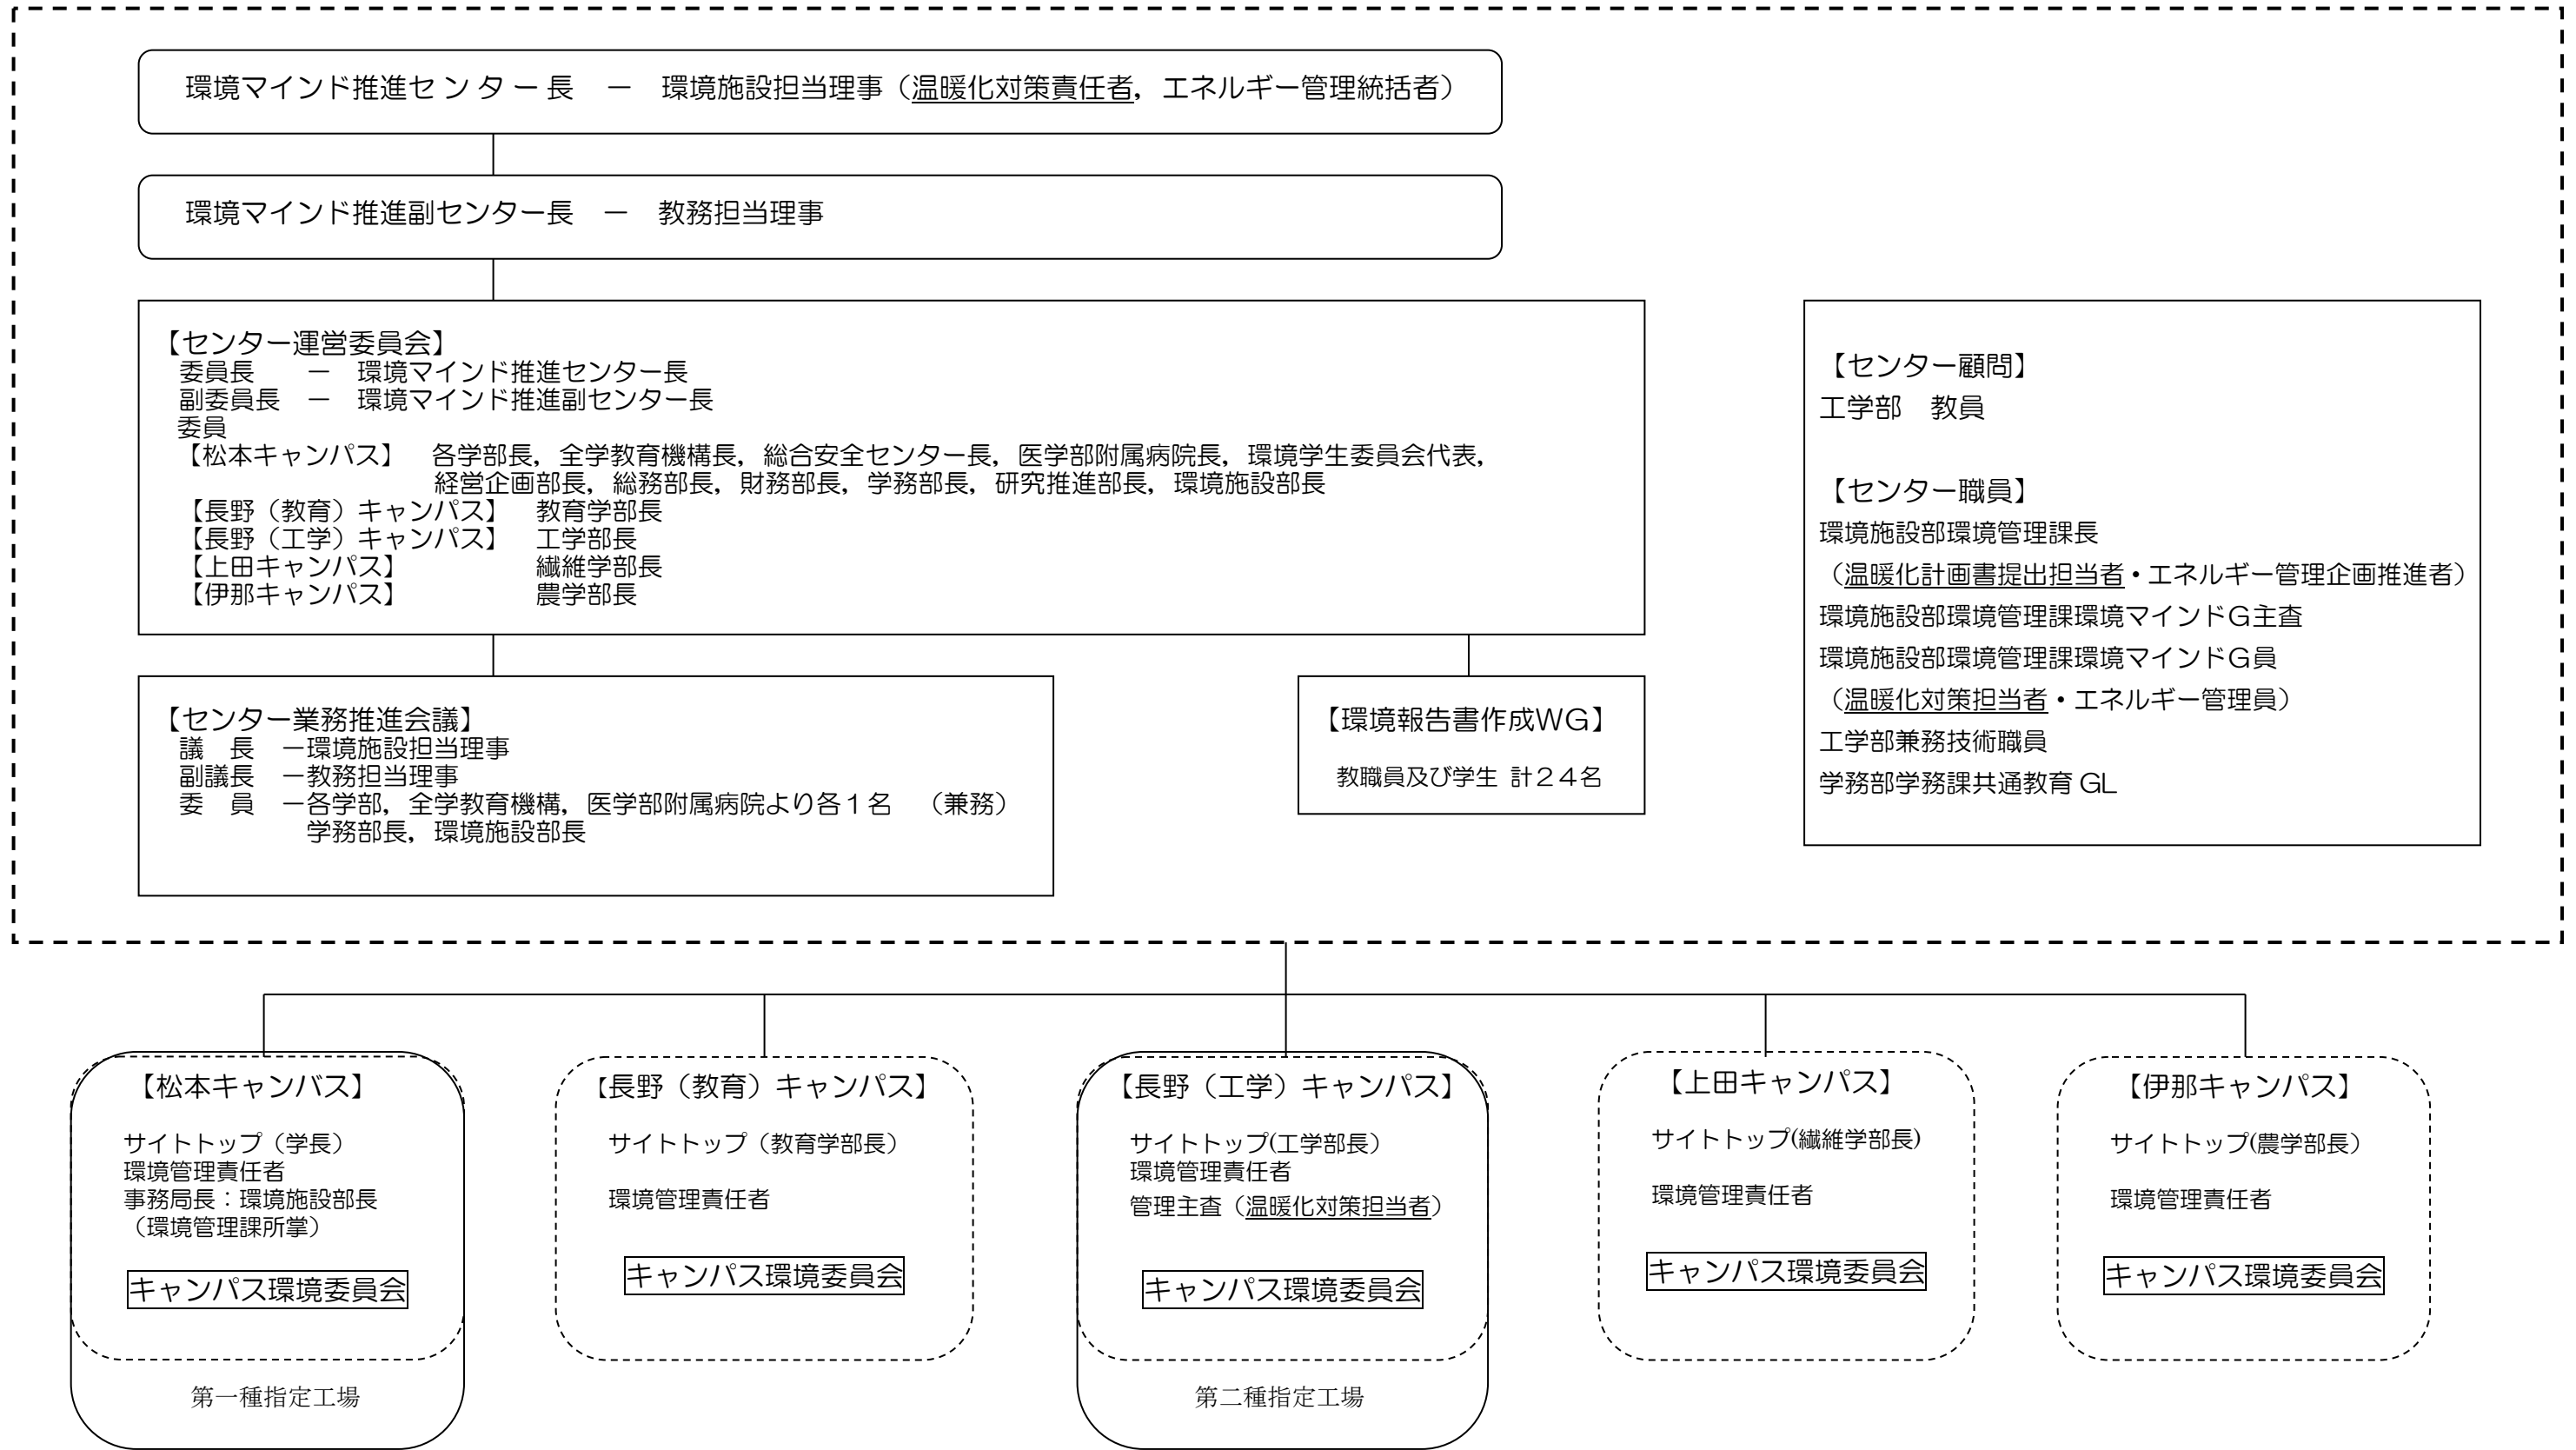 環境マインド推進センター長　－　環境施設担当理事（温暖化対策責任者，エネルギー管理統括者）
環境マインド推進副センター長　－　教務担当理事
【センター運営委員会】
委員長　　－　環境マインド推進センター長
副委員長　－　環境マインド推進副センター長
委員
【松本キャンパス】　各学部長，全学教育機構長，総合安全センター長，医学部附属病院長，環境学生委員会代表，
経営企画部長，総務部長，財務部長，学務部長，研究推進部長，環境施設部長
【長野（教育）キャンパス】　教育学部長
【長野（工学）キャンパス】　工学部長
【上田キャンパス】　繊維学部長
【伊那キャンパス】　農学部長
【センター顧問】
工学部　教員
【センター職員】
環境施設部環境管理課長
（温暖化計画書提出担当者・エネルギー管理企画推進者）
環境施設部環境管理課環境マインドＧ主査
環境施設部環境管理課環境マインドＧ員
（温暖化対策担当者・エネルギー管理員）
工学部兼務技術職員
学務部学務課共通教育 GL
【センター業務推進会議】
議　長　－環境施設担当理事
副議長　－教務担当理事
委　員　－各学部，全学教育機構，医学部附属病院より各１名　（兼務）
学務部長，環境施設部長
【環境報告書作成WG】
教職員及び学生 計２４名
【松本キャンバス】
サイトトップ（学長）
環境管理責任者
事務局長：環境施設部長
（環境管理課所掌）
キャンパス環境委員会
第一種指定工場
【長野（教育）キャンパス】
サイトトップ（教育学部長）
環境管理責任者
キャンパス環境委員会
【長野（工学）キャンパス】
サイトトップ(工学部長）
環境管理責任者
管理主査（温暖化対策担当者）
キャンパス環境委員会
第二種指定工場
【上田キャンパス】
サイトトップ(繊維学部長)
環境管理責任者
キャンパス環境委員会
【伊那キャンパス】
サイトトップ(農学部長）
環境管理責任者
キャンパス環境委員会